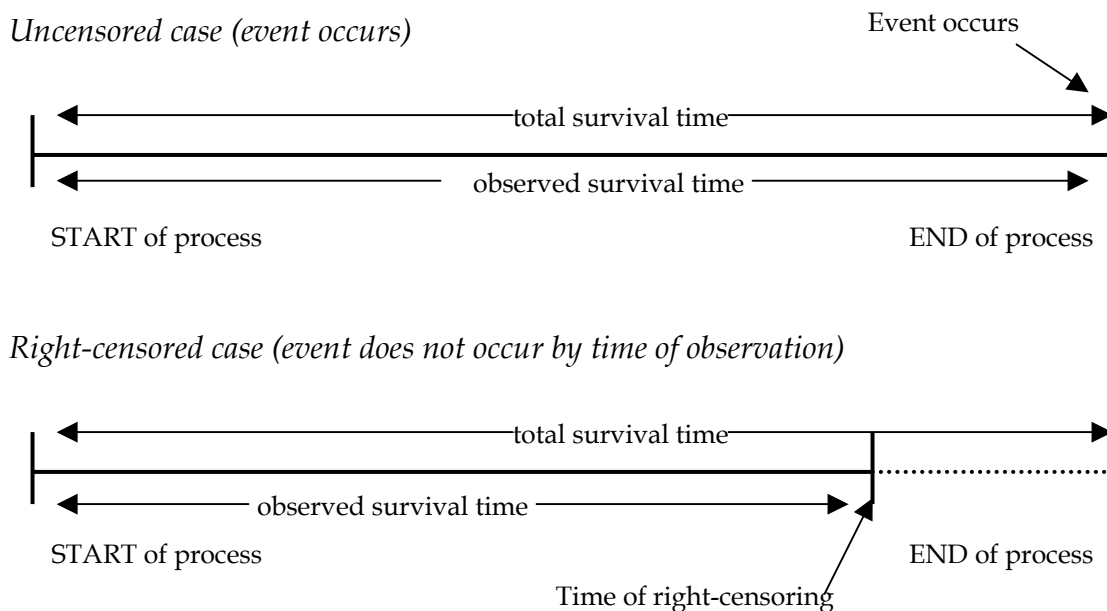 Uncensored case (event occurs)
Event occurs
total survival time
observed survival time
START of process
END of process
Right-censored case (event does not occur by time of observation)
total survival time
observed survival time
START of process
END of process
Time of right-censoring